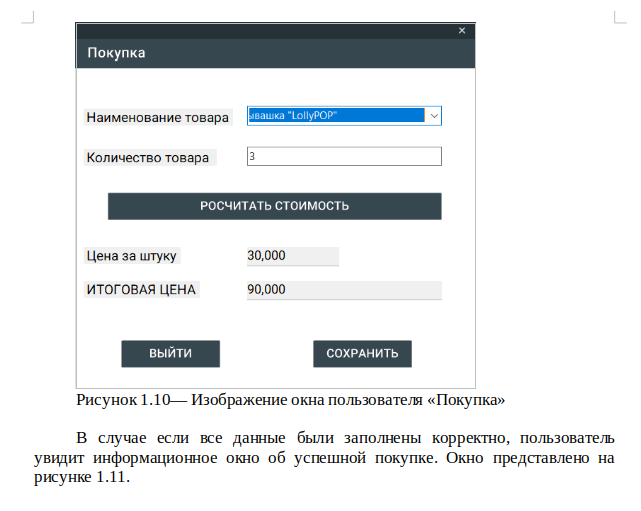 Покупка
Наименование товара
ывашка "LollyPOP"
Количество товара
3
РОСЧИТАТЬ СТОИМОСТЬ
Цена за штуку
30,000
ИТОГОВАЯ ЦЕНА
90,000
ВЫЙТИ
СОХРАНИТЬ
Рисунок 1.10— Изображение окна пользователя «Покупка»
В случае если все данные были заполнены корректно, пользователь
увидит информационное окно об успешной покупке. Окно представлено на
рисунке 1.11.